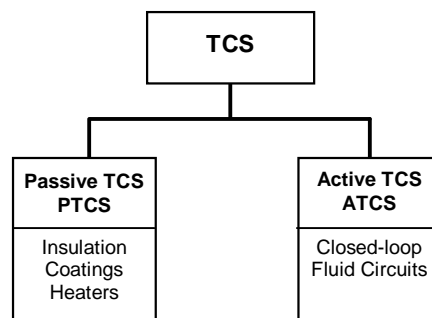 TCS
Passive TCS
PTCS
Insulation
Coatings
Heaters
Active TCS
ATCS
Closed-loop
Fluid Circuits